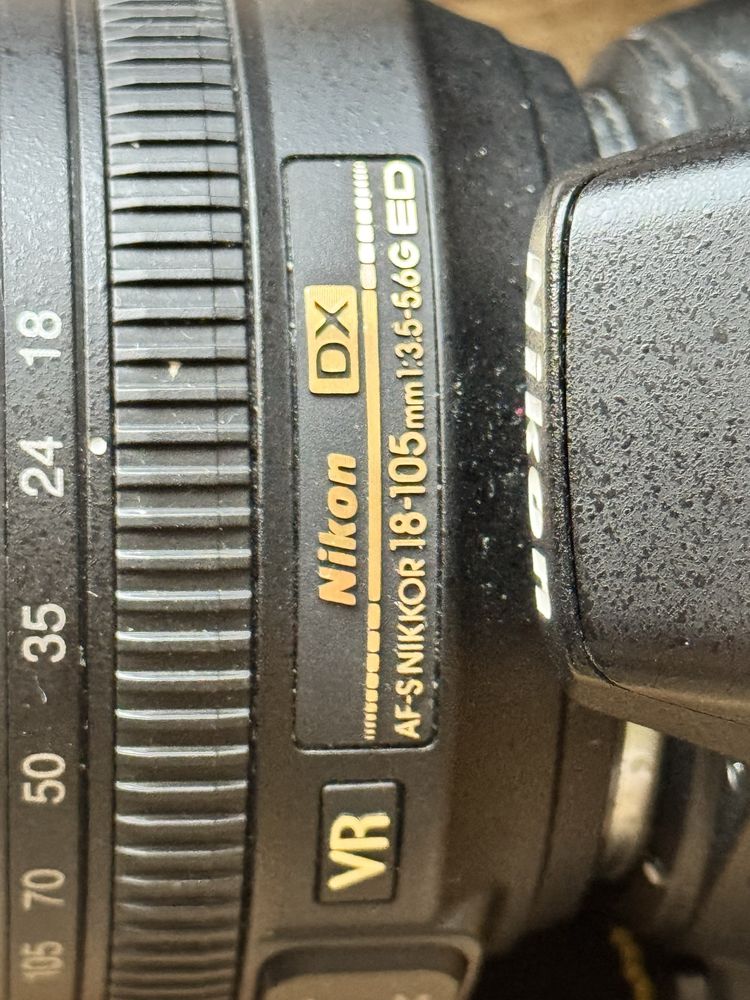 Nikon DX
AF-S NIKKOR 18-105mm 1:3.5-5.6G ED
VR
105 70 50 35 24 18
Nikon